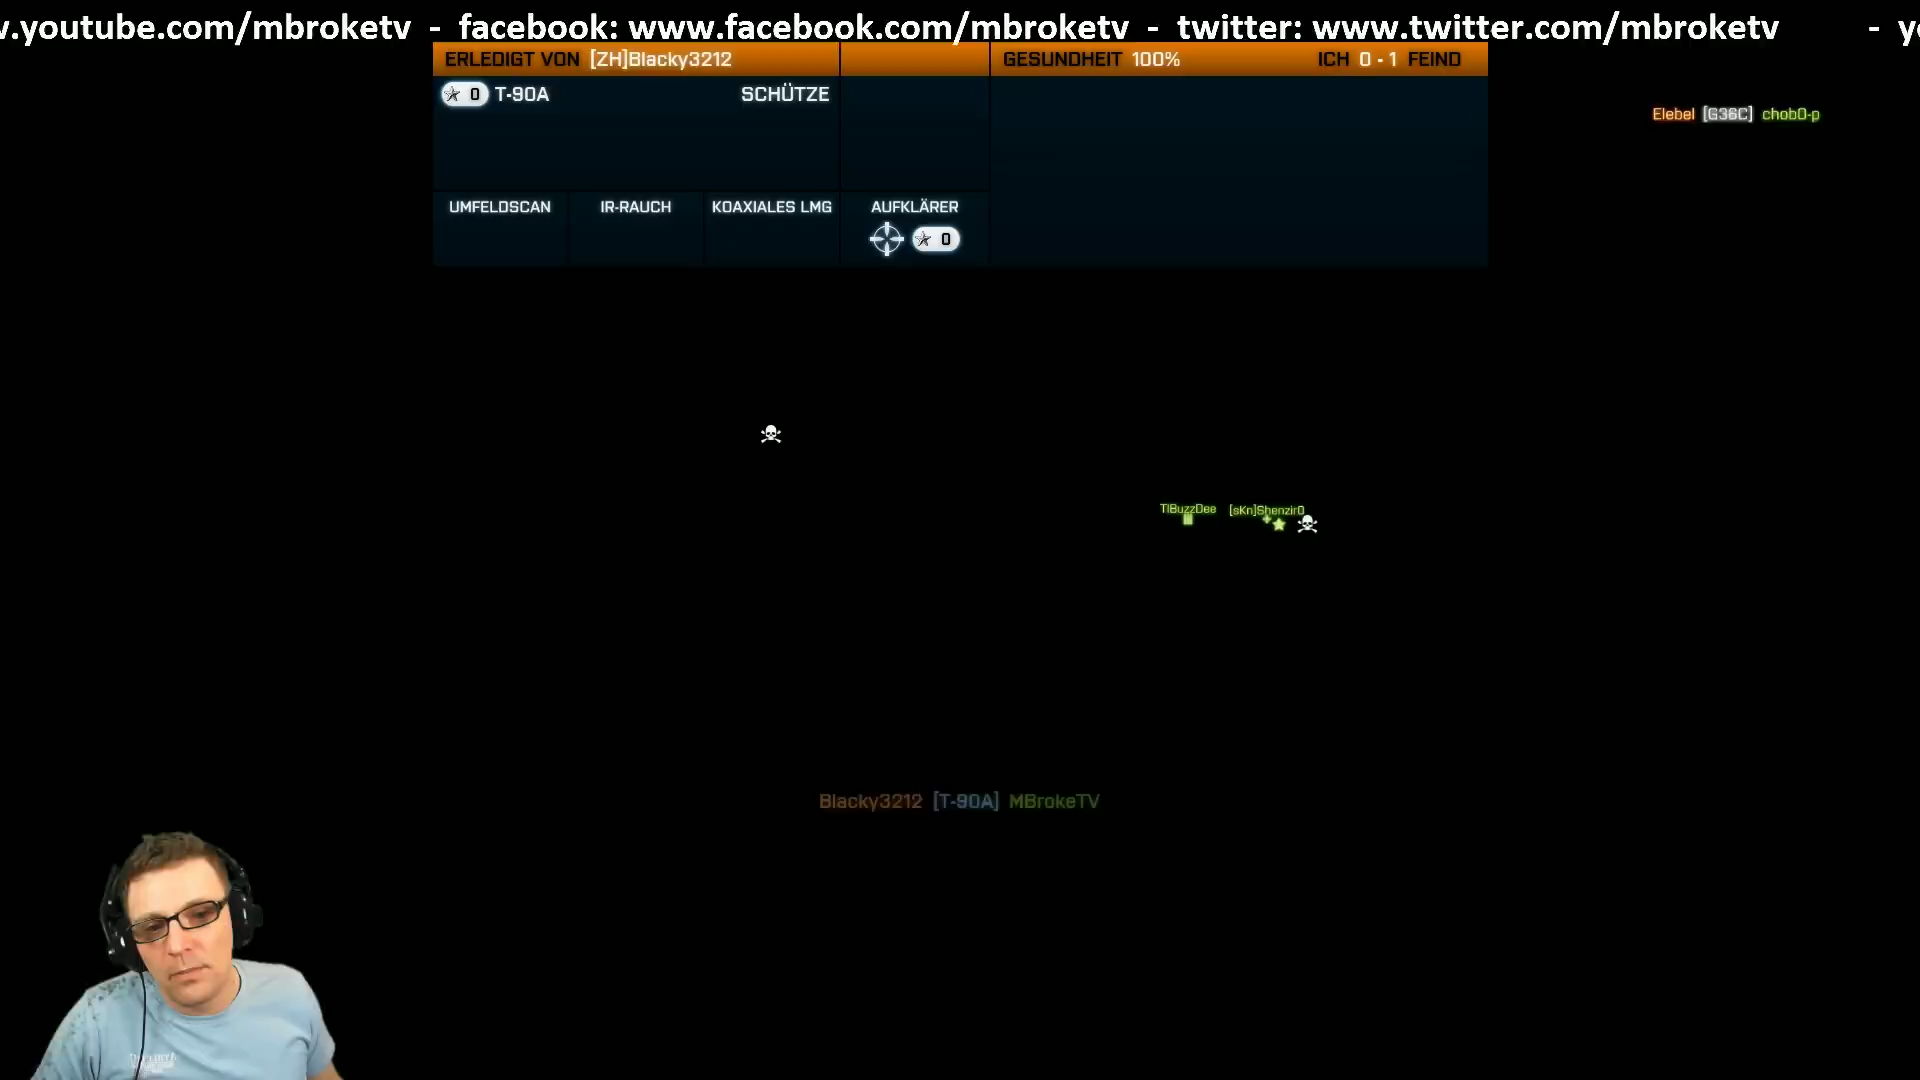 .youtube.com/mbroketv - facebook: www.facebook.com/mbroketv - twitter: www.twitter.com/mbroketv - y
ERLEDIGT VON [ZH]Blacky3212 GESUNDHEIT 100% ICH 0 - 1 FEIND
0 T-90A SCHÜTZE
Elebel [G36C] chob0-p
UMFELDSCAN IR-RAUCH KOAXIALES LMG AUFKLÄRER
0
TIBuzzDee [sKn]Shenzir0
Blacky3212 [T-90A] MBrokeTV